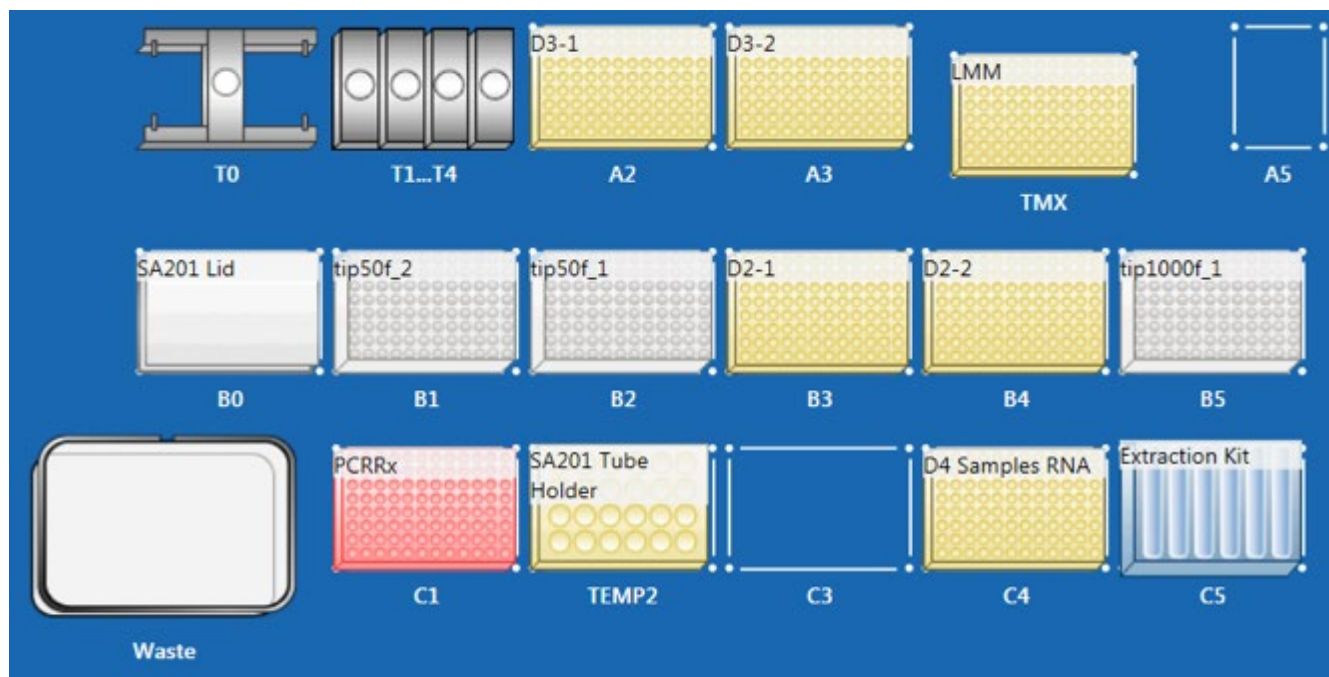 D3-1
D3-2
LMM
T0
T1...T4
A2
A3
TMX
A5
SA201 Lid
tip50f_2
tip50f_1
D2-1
D2-2
tip1000f_1
B0
B1
B2
B3
B4
B5
PCRRx
SA201 Tube
Holder
D4 Samples RNA
Extraction Kit
C1
TEMP2
C3
C4
C5
Waste